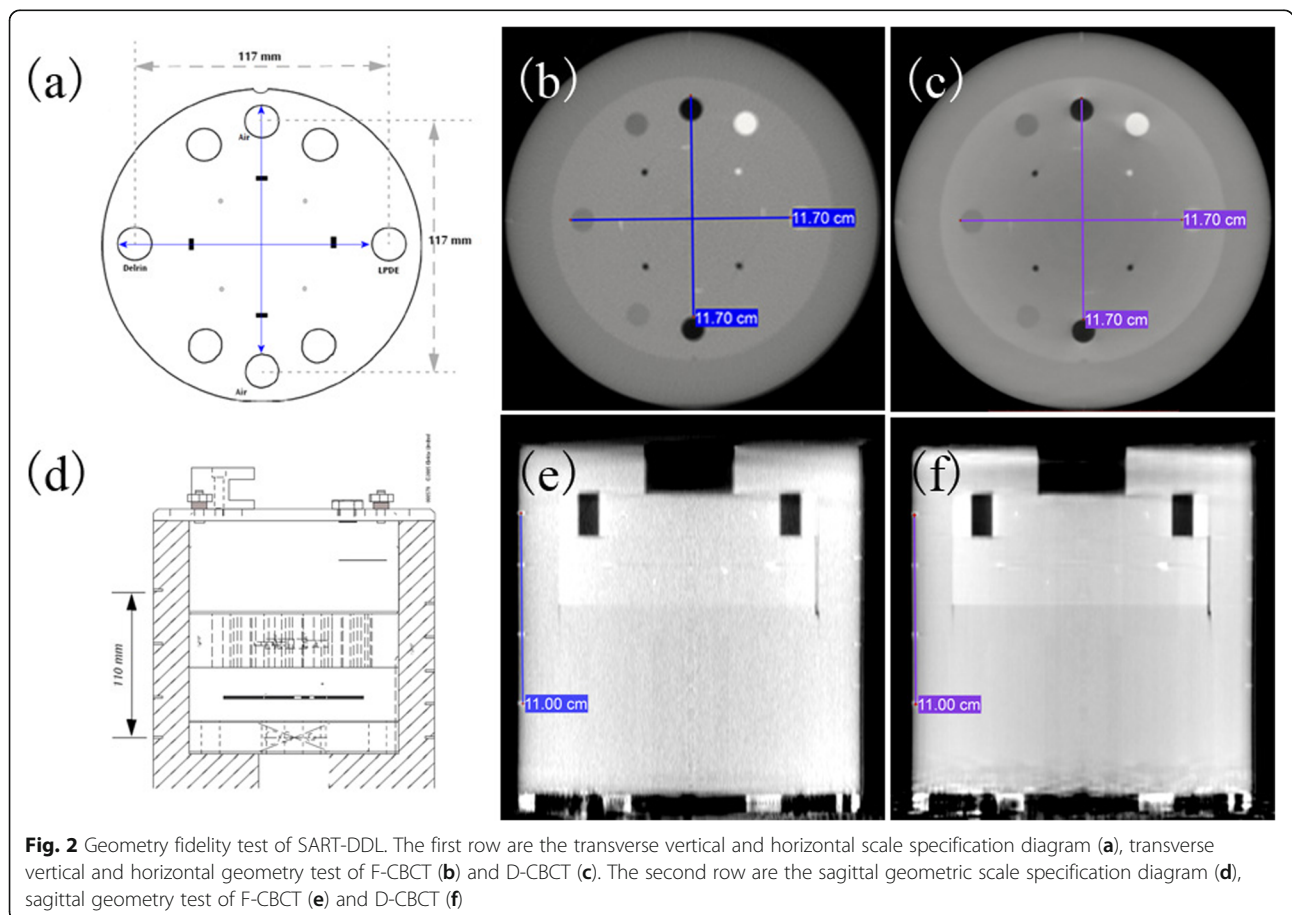 (a)
117 mm
Air
Delrin
LPDE
117 mm
Air
(b)
11.70 cm
11.70 cm
(c)
11.70 cm
11.70 cm
(d)
110 mm
(e)
11.00 cm
(f)
11.00 cm
Fig. 2 Geometry fidelity test of SART-DDL. The first row are the transverse vertical and horizontal scale specification diagram (a), transverse
vertical and horizontal geometry test of F-CBCT (b) and D-CBCT (c). The second row are the sagittal geometric scale specification diagram (d),
sagittal geometry test of F-CBCT (e) and D-CBCT (f)